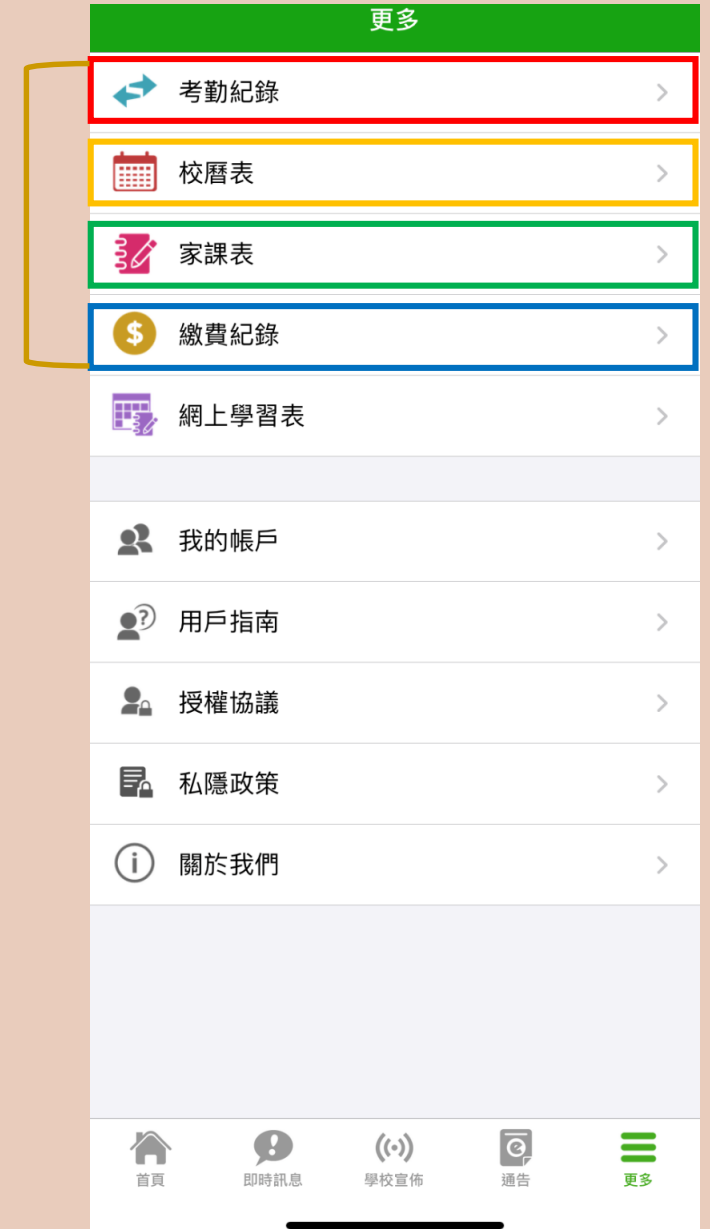 更多
考勤紀錄
校曆表
家課表
繳費紀錄
網上學習表
我的帳戶
用戶指南
授權協議
私隱政策
關於我們
首頁
即時訊息
學校宣佈
通告
更多